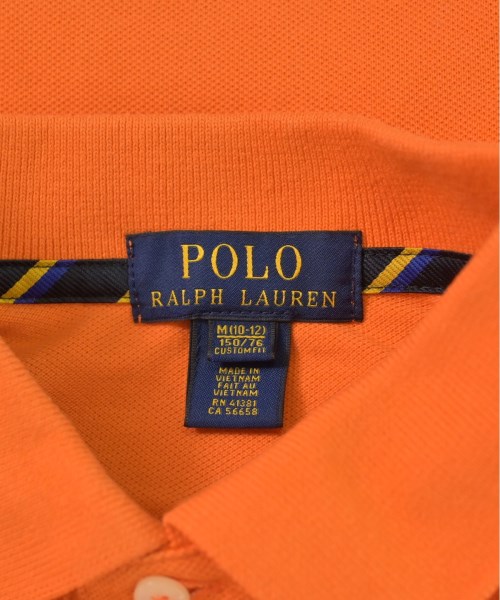 POLO
RALPH LAUREN
M(10-12)
150/76
CUSTOM FIT
MADE IN
VIETNAM
FAIT AU
VIETNAM
RN 41381
CA 56658